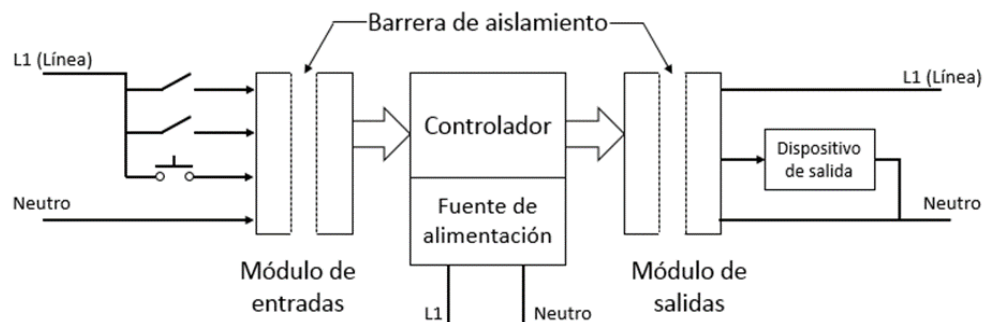 Barrera de aislamiento
L1 (Línea)
Neutro
Módulo de
entradas
Controlador
Fuente de
alimentación
L1
Neutro
Módulo de
salidas
L1 (Línea)
Dispositivo
de salida
Neutro